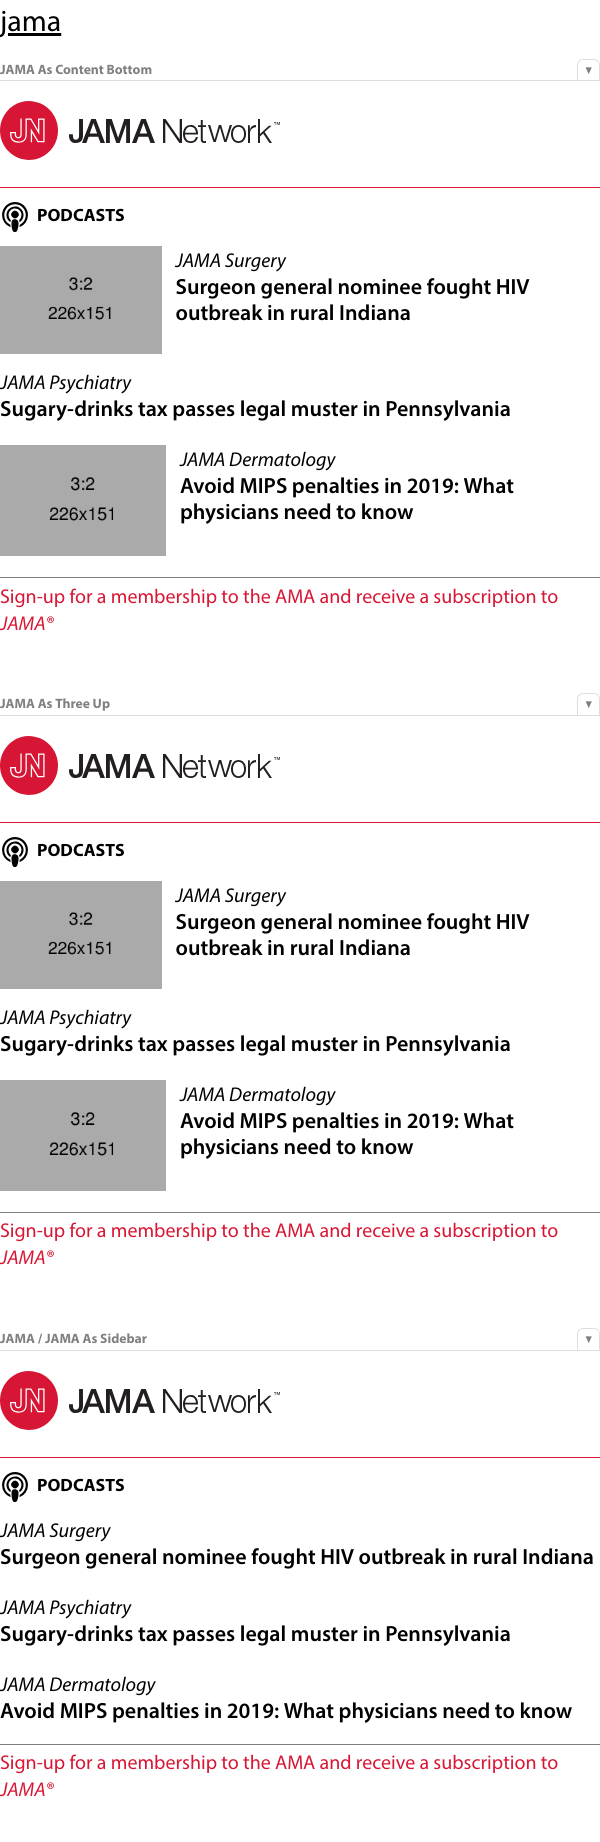 jama
JAMA As Content Bottom
▼
JN JAMA Network™
PODCASTS
3:2
226x151
JAMA Surgery
Surgeon general nominee fought HIV
outbreak in rural Indiana
JAMA Psychiatry
Sugary-drinks tax passes legal muster in Pennsylvania
3:2
226x151
JAMA Dermatology
Avoid MIPS penalties in 2019: What
physicians need to know
Sign-up for a membership to the AMA and receive a subscription to
JAMA®
JAMA As Three Up
▼
JN JAMA Network™
PODCASTS
3:2
226x151
JAMA Surgery
Surgeon general nominee fought HIV
outbreak in rural Indiana
JAMA Psychiatry
Sugary-drinks tax passes legal muster in Pennsylvania
3:2
226x151
JAMA Dermatology
Avoid MIPS penalties in 2019: What
physicians need to know
Sign-up for a membership to the AMA and receive a subscription to
JAMA®
JAMA / JAMA As Sidebar
▼
JN JAMA Network™
PODCASTS
JAMA Surgery
Surgeon general nominee fought HIV outbreak in rural Indiana
JAMA Psychiatry
Sugary-drinks tax passes legal muster in Pennsylvania
JAMA Dermatology
Avoid MIPS penalties in 2019: What physicians need to know
Sign-up for a membership to the AMA and receive a subscription to
JAMA®